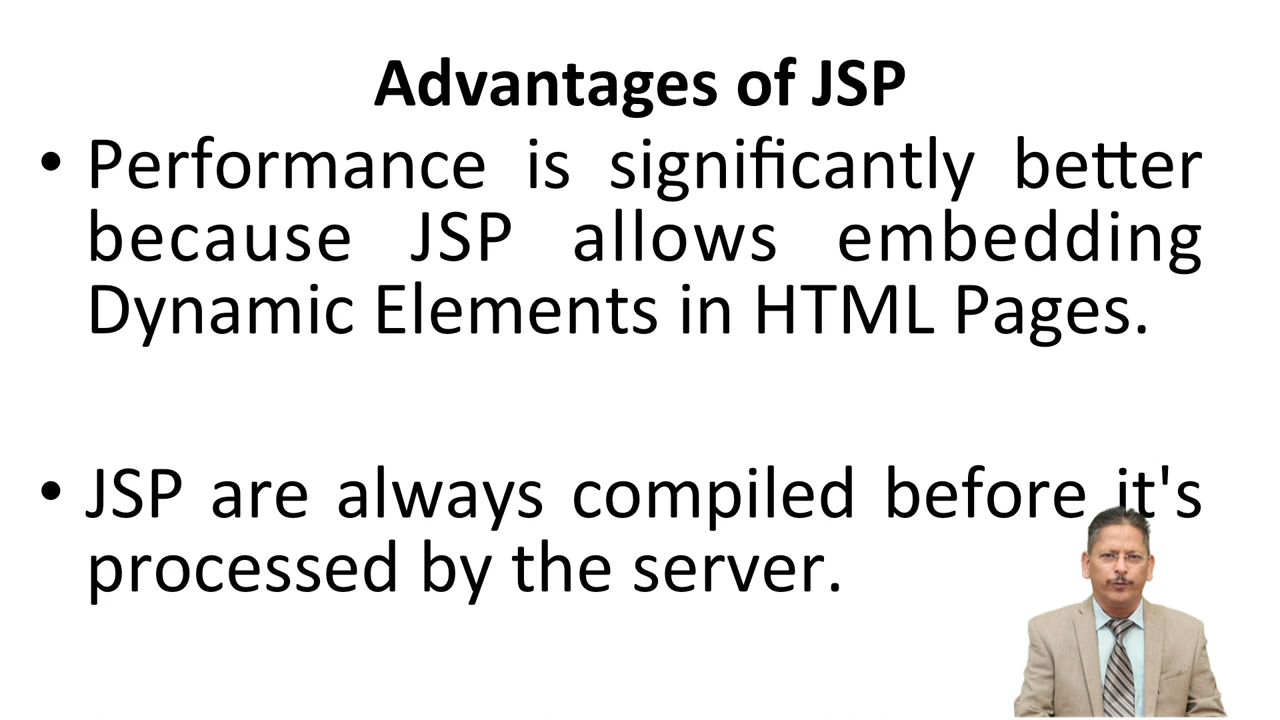 Advantages of JSP
• Performance is significantly better
because JSP allows embedding
Dynamic Elements in HTML Pages.
• JSP are always compiled before it's
processed by the server.